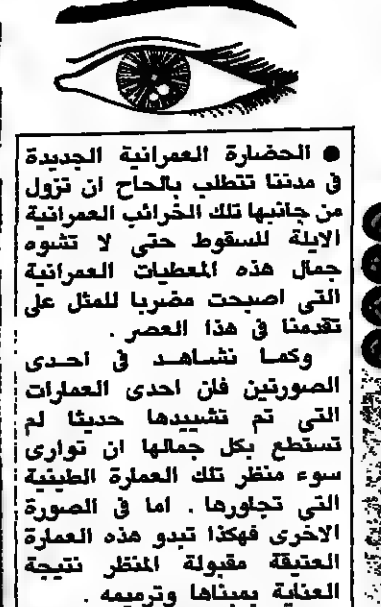 ● الحضارة العمرانية الجديدة
في مدننا تتطلب بالحاح ان تزول
من جانبها تلك الخرائب العمرانية
الايلة للسقوط حتى لا تشوه
جمال هذه المعطيات العمرانية
التي اصبحت مضربا للمثل على
تقدمنا في هذا العصر .
وكما نشاهد في احدى
الصورتين فان احدى العمارات
التي تم تشييدها حديثا لم
تستطع بكل جمالها ان توارى
سوء منظر تلك العمارة الطينية
التي تجاورها . اما في الصورة
الاخرى فهكذا تبدو هذه العمارة
العتيقة مقبولة المنظر نتيجة
العناية بمبناها وترميمه .